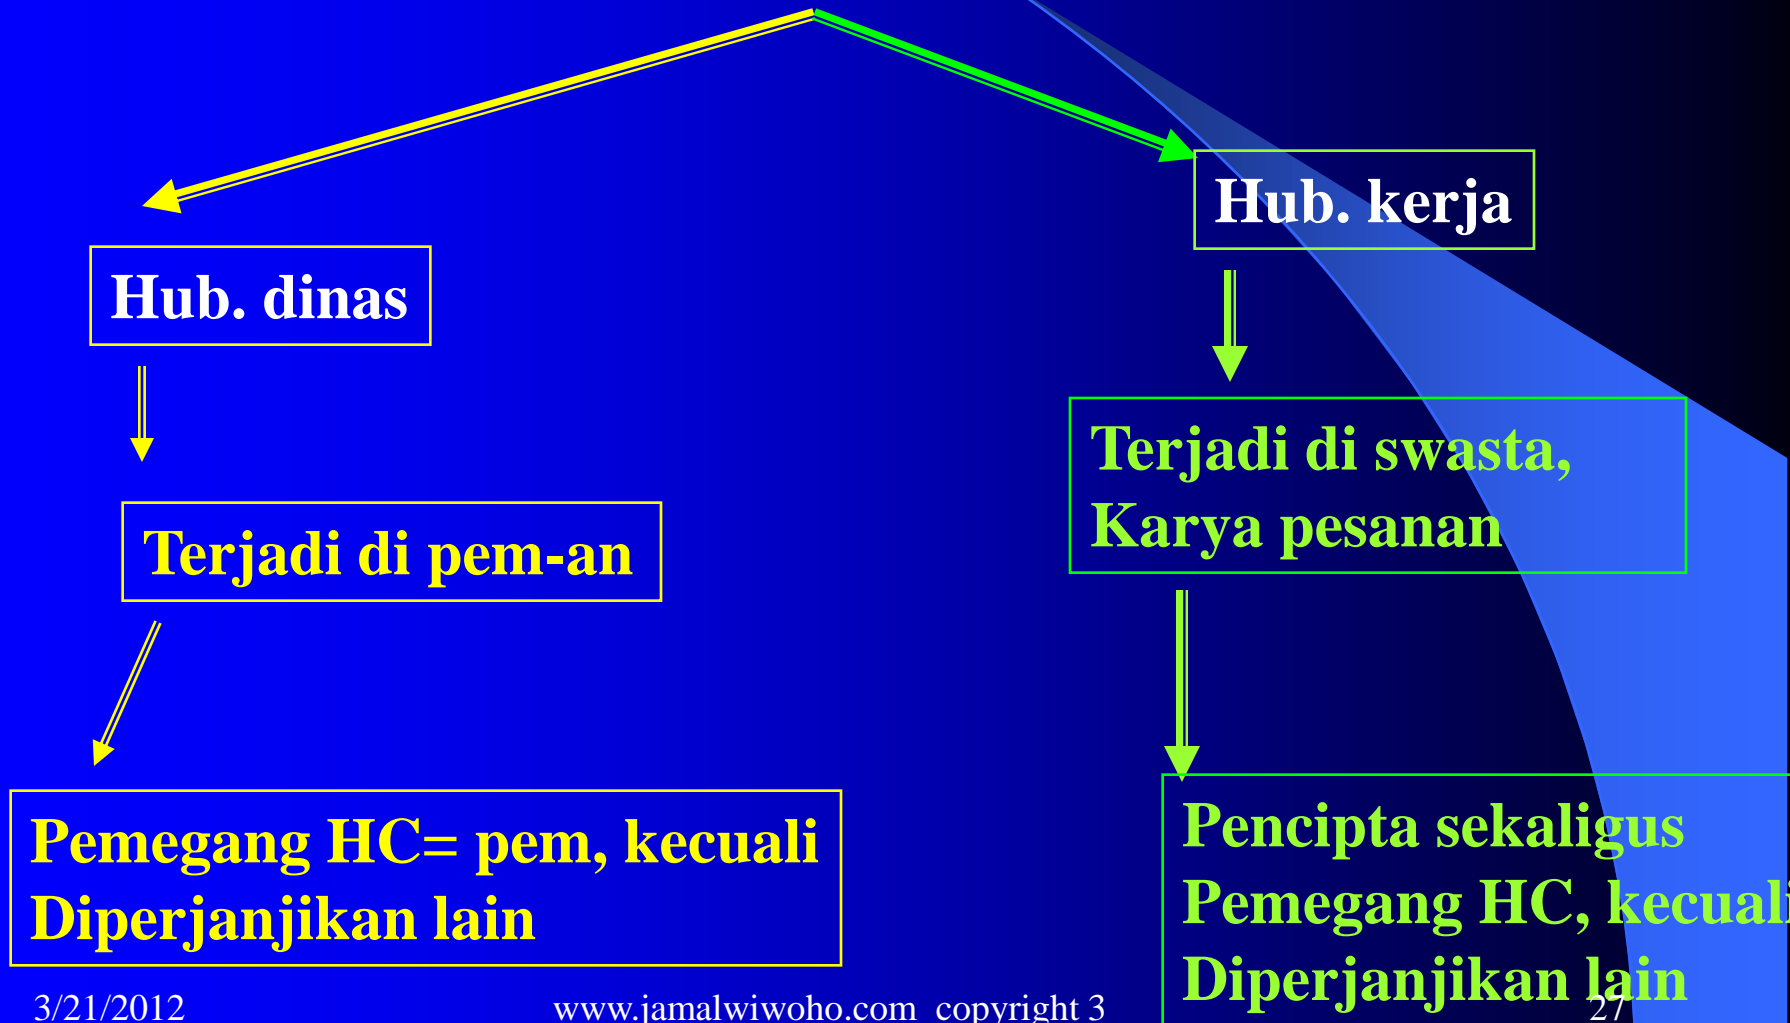 Hub. dinas
Terjadi di pem-an
Pemegang HC= pem, kecuali
Diperjanjikan lain
Hub. kerja
Terjadi di swasta,
Karya pesanan
Pencipta sekaligus
Pemegang HC, kecuali
Diperjanjikan lain
3/21/2012
www.jamalwiwoho.com copyright 3
27